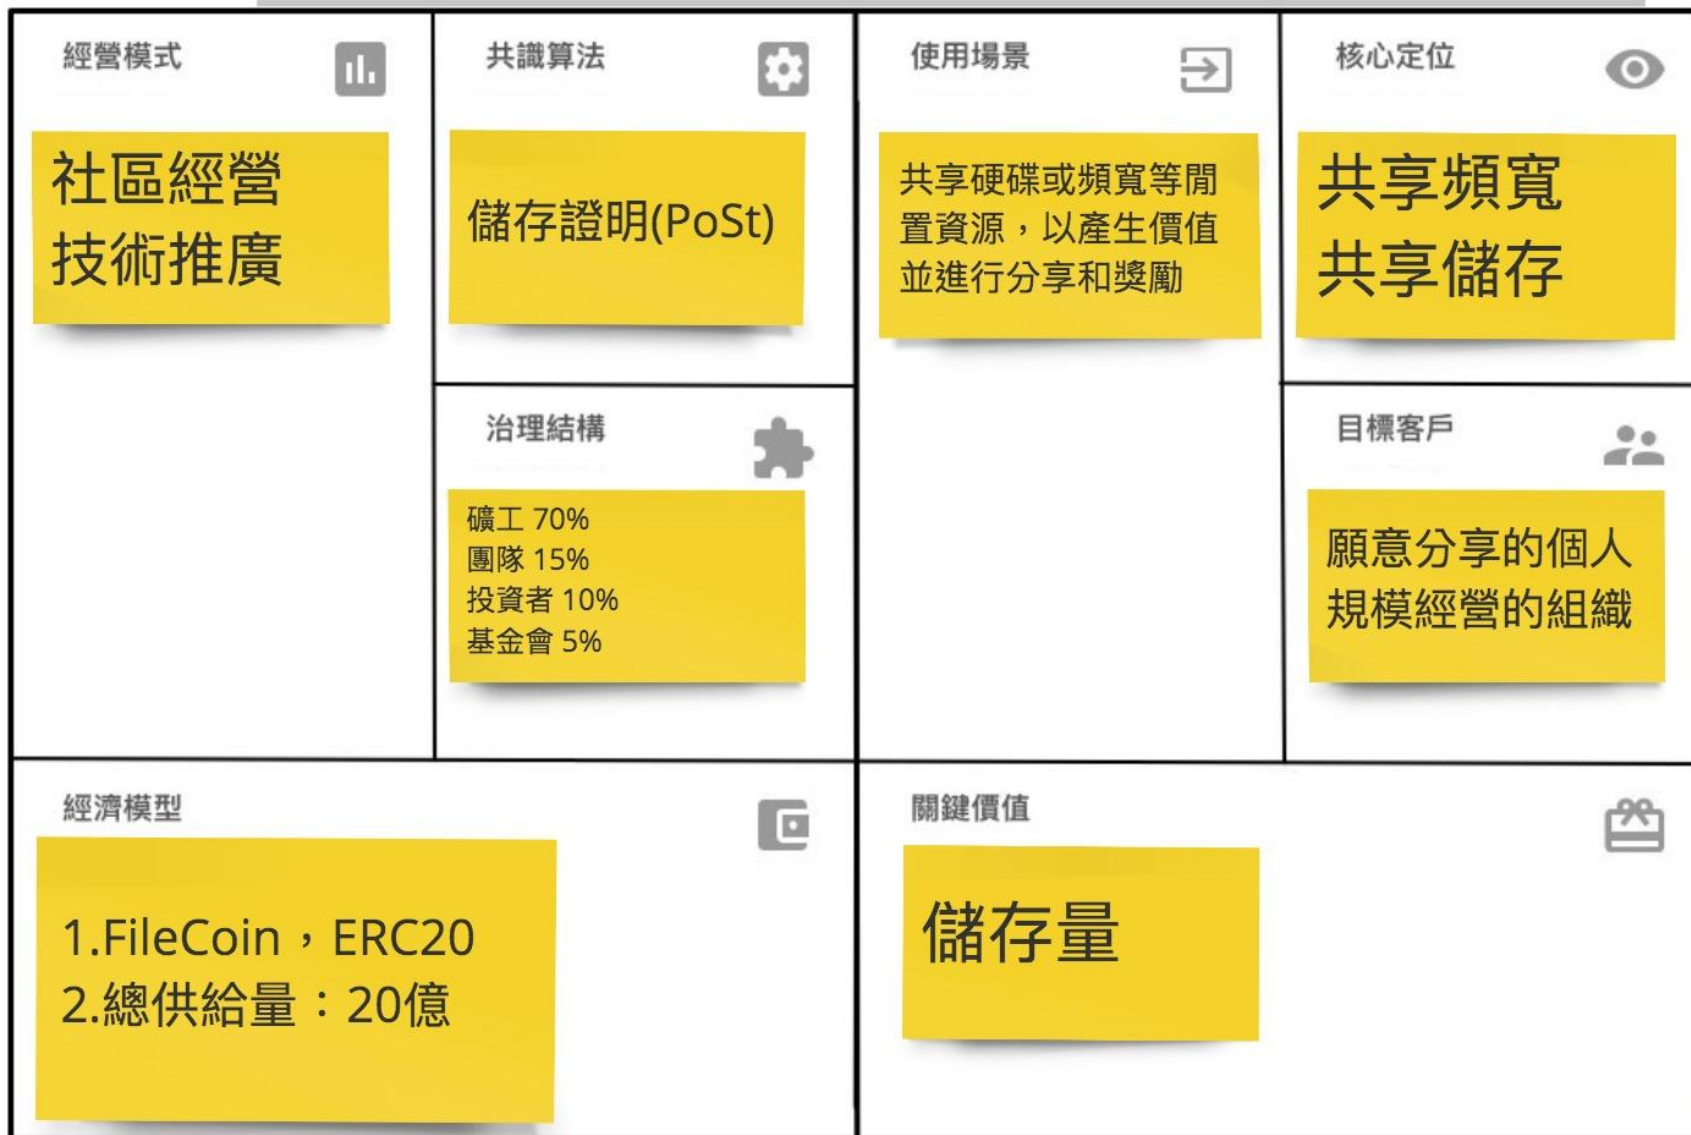 經營模式
社區經營
技術推廣
共識算法
儲存證明(PoSt)
治理結構
礦工 70%
團隊 15%
投資者 10%
基金會 5%
使用場景
共享硬碟或頻寬等閒
置資源，以產生價值
並進行分享和獎勵
核心定位
共享頻寬
共享儲存
目標客戶
願意分享的個人
規模經營的組織
經濟模型
1.FileCoin，ERC20
2.總供給量：20億
關鍵價值
儲存量